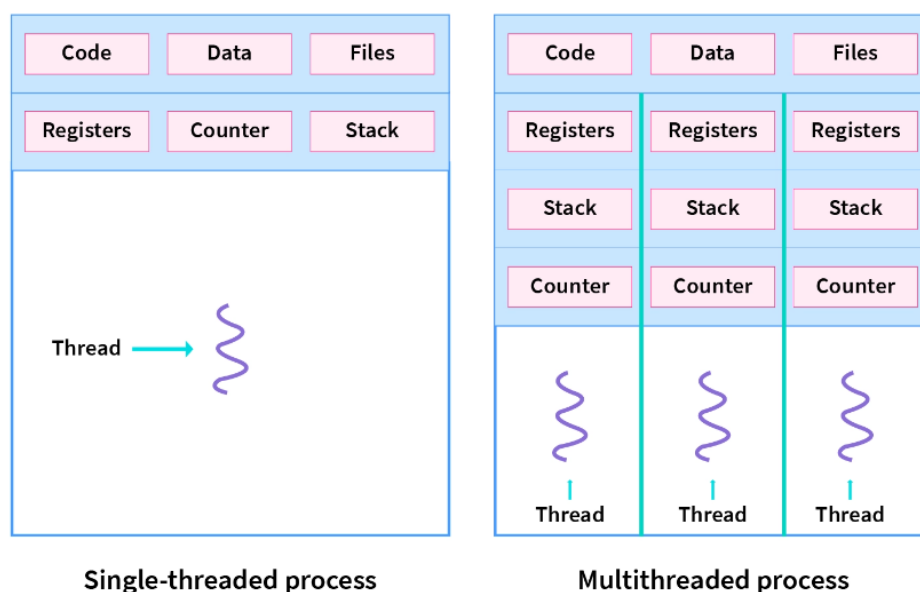 Code Data Files
Registers Counter Stack
Thread
Single-threaded process
Code Data Files
Registers Registers Registers
Stack Stack Stack
Counter Counter Counter
Thread Thread Thread
Multithreaded process